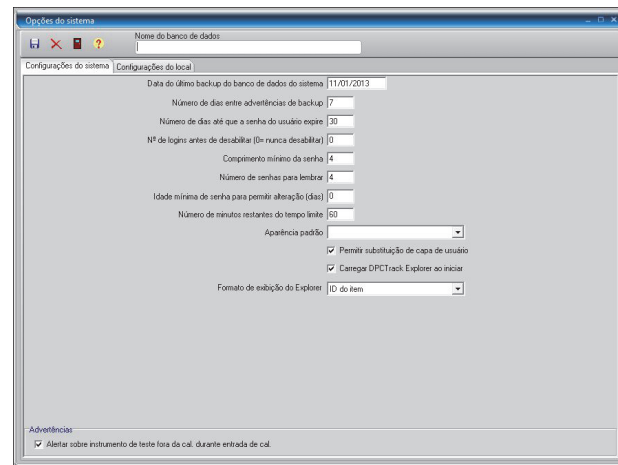 Opções do sistema
Nome do banco de dados
Configurações do sistema Configurações do local
Data do último backup do banco de dados do sistema 11/01/2013
Número de dias entre advertências de backup 7
Número de dias até que a senha do usuário expire 30
Nº de logins antes de desabilitar (0= nunca desabilitar) 0
Comprimento mínimo da senha 4
Número de senhas para lembrar 4
Idade mínima de senha para permitir alteração (dias) 0
Número de minutos restantes do tempo limite 60
Aparência padrão
Permitir substituição de capa de usuário
Carregar DPCTrack Explorer ao iniciar
Formato de exibição do Explorer ID do item
Advertências
Alertar sobre instrumento de teste fora da cal. durante entrada de cal.